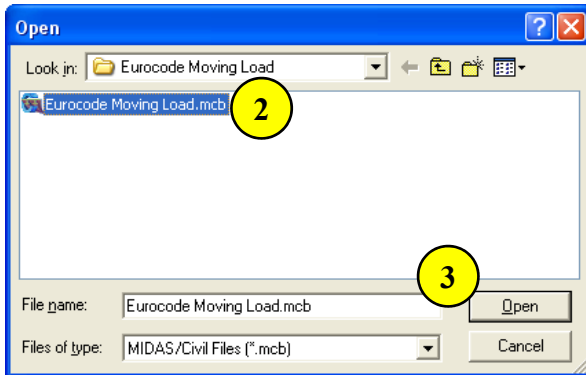 Open
Look in: Eurocode Moving Load
Eurocode Moving Load.mcb
2
3
File name: Eurocode Moving Load.mcb Open
Files of type: MIDAS/Civil Files (*.mcb) Cancel